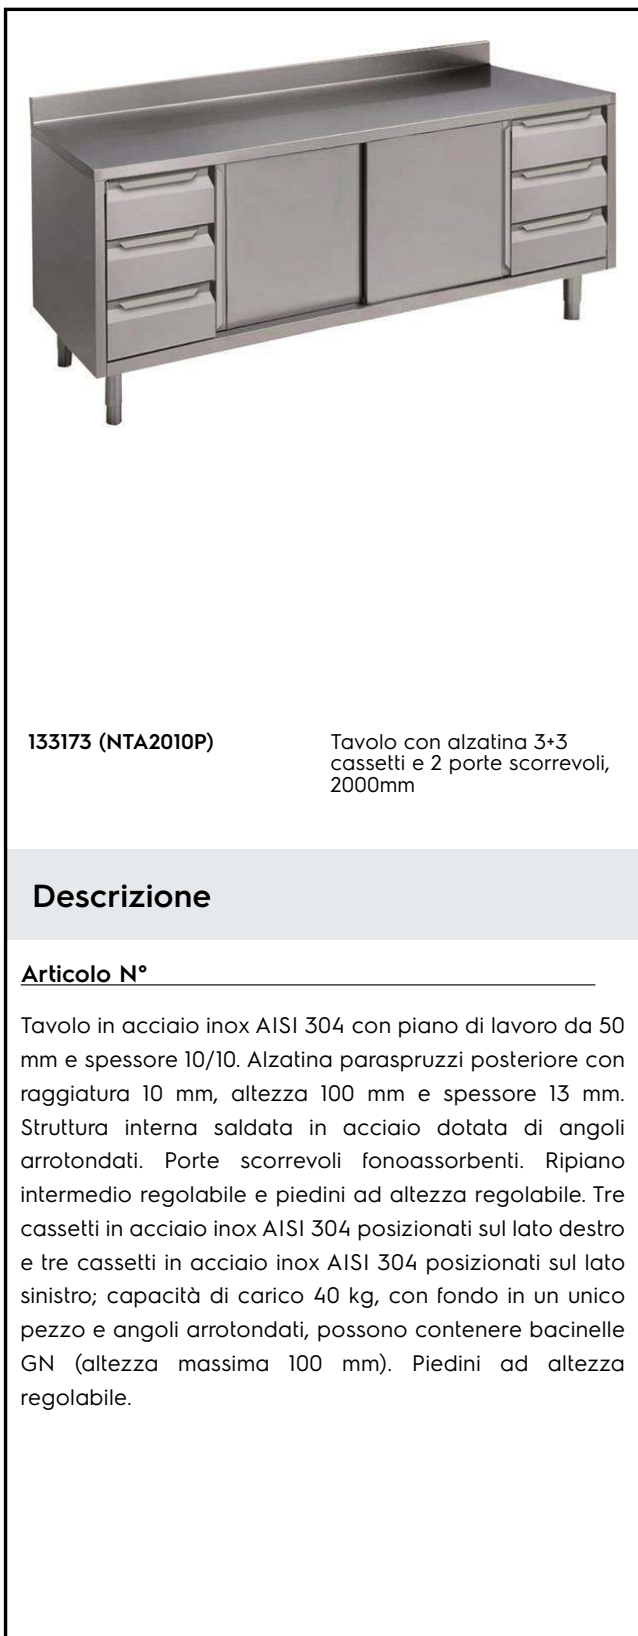 133173 (NTA2010P)
Tavolo con alzatina 3+3
cassetti e 2 porte scorrevoli,
2000mm
Descrizione
Articolo N°
Tavolo in acciaio inox AISI 304 con piano di lavoro da 50
mm e spessore 10/10. Alzatina paraspruzzi posteriore con
raggiatura 10 mm, altezza 100 mm e spessore 13 mm.
Struttura interna saldata in acciaio dotata di angoli
arrotondati. Porte scorrevoli fonoassorbenti. Ripiano
intermedio regolabile e piedini ad altezza regolabile. Tre
cassetti in acciaio inox AISI 304 posizionati sul lato destro
e tre cassetti in acciaio inox AISI 304 posizionati sul lato
sinistro; capacità di carico 40 kg, con fondo in un unico
pezzo e angoli arrotondati, possono contenere bacinelle
GN (altezza massima 100 mm). Piedini ad altezza
regolabile.